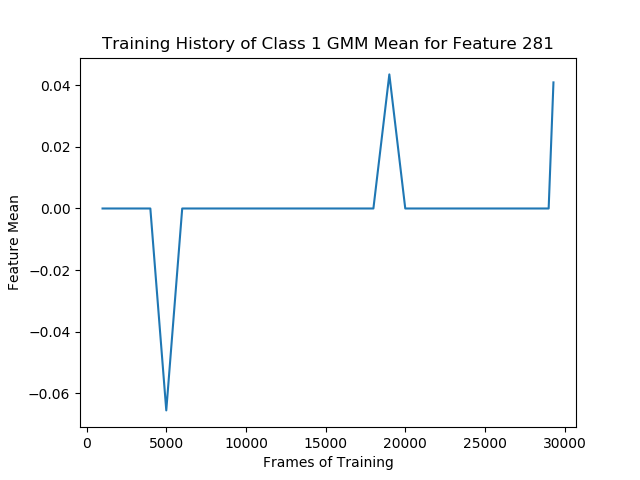 Training History of Class 1 GMM Mean for Feature 281
0.04
0.02
0.00
−0.02
−0.04
−0.06
Feature Mean
0 5000 10000 15000 20000 25000 30000
Frames of Training